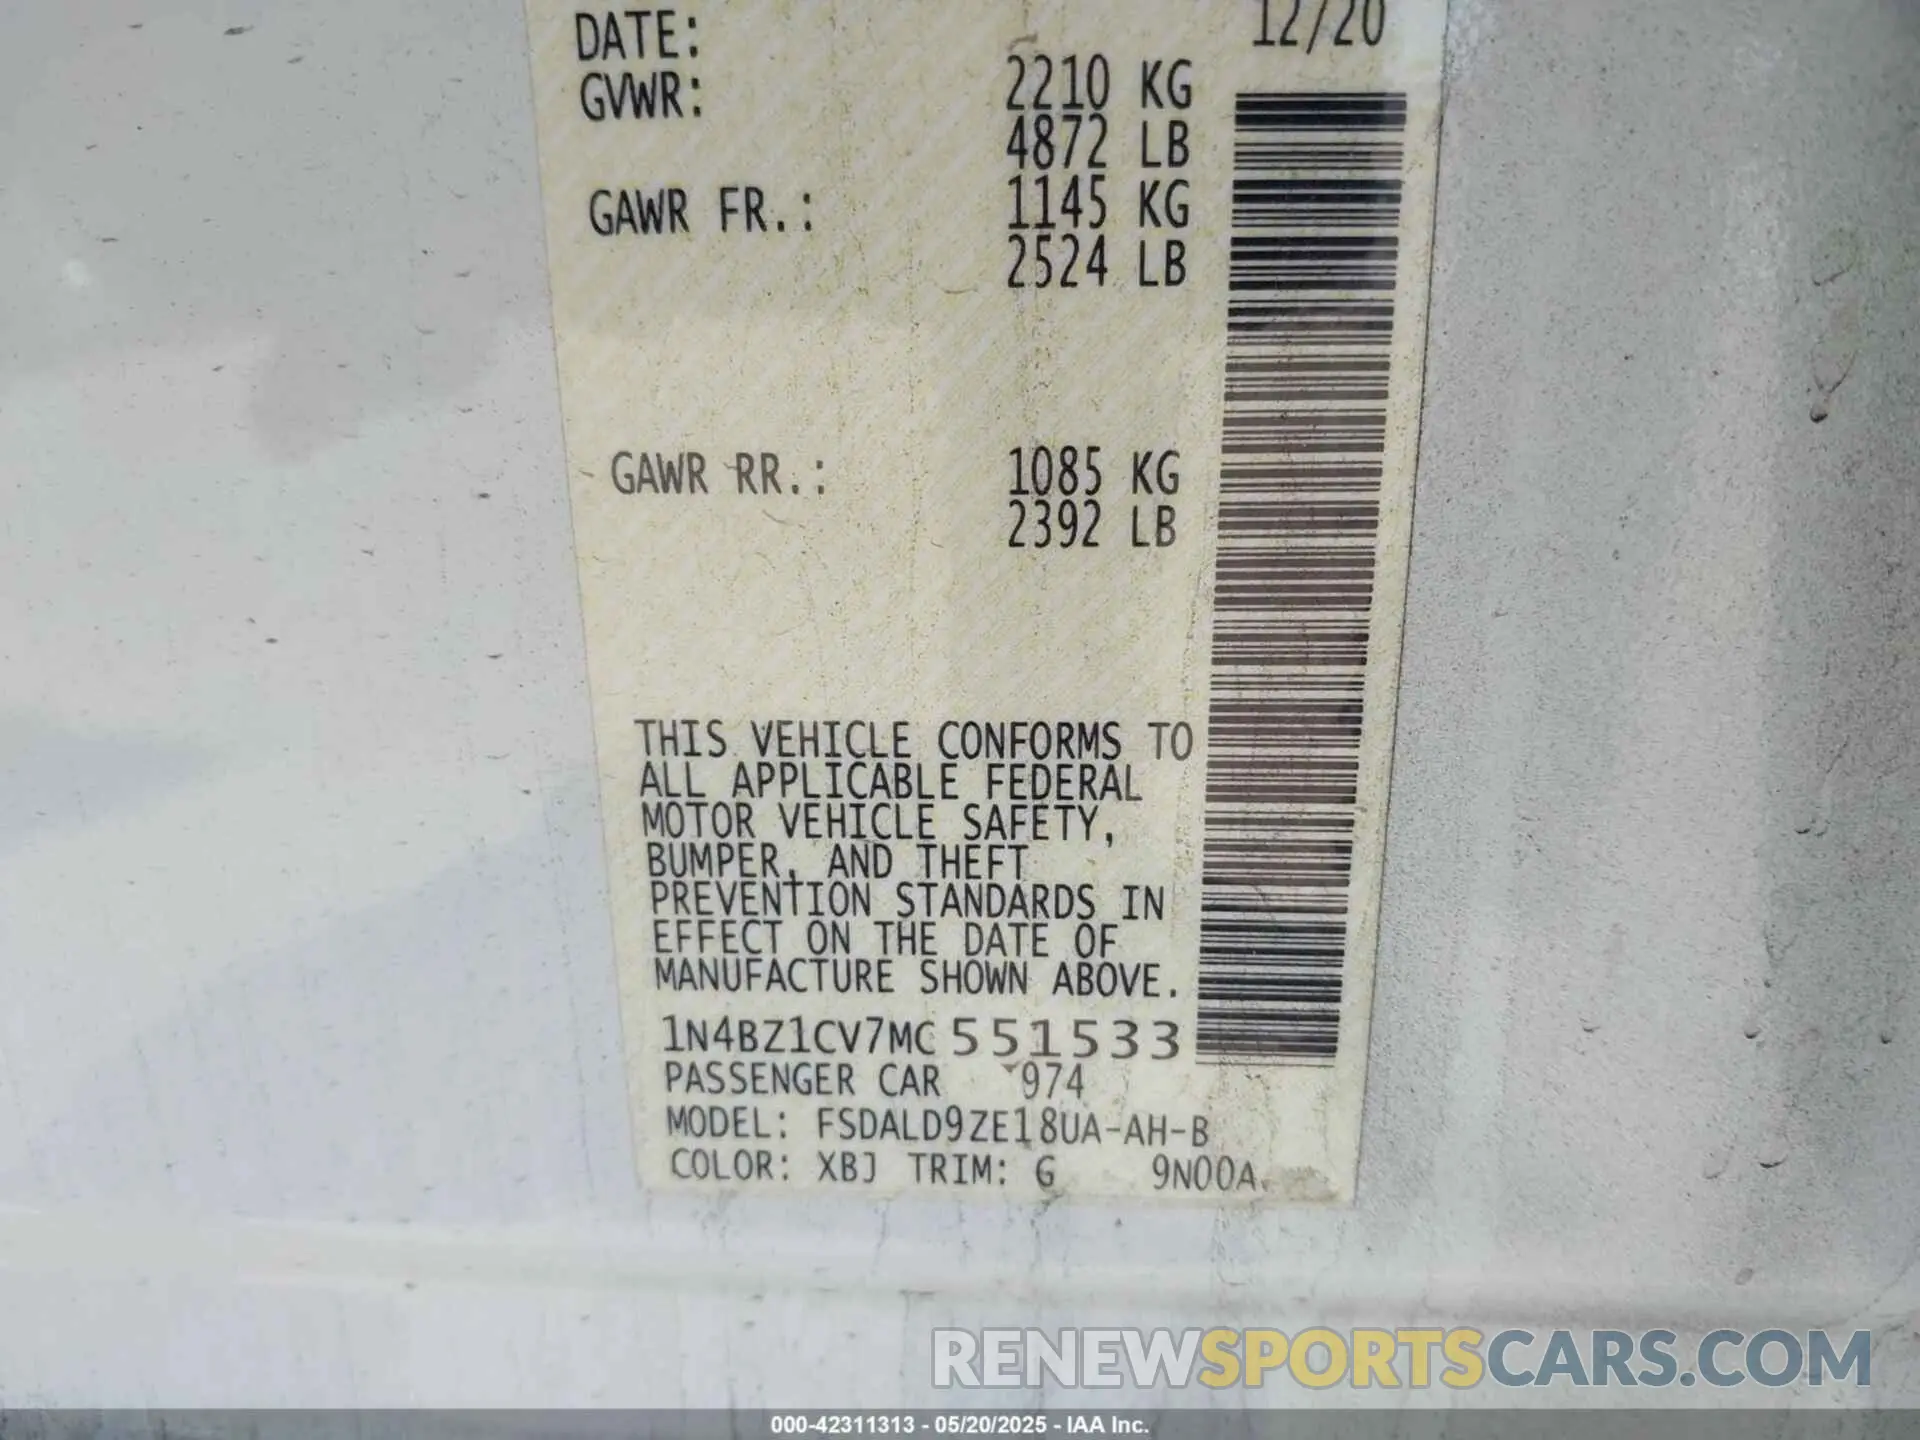 DATE: 12/20
GVWR: 2210 KG
4872 LB
GAWR FR.: 1145 KG
2524 LB
GAWR RR.: 1085 KG
2392 LB
THIS VEHICLE CONFORMS TO
ALL APPLICABLE FEDERAL
MOTOR VEHICLE SAFETY,
BUMPER, AND THEFT
PREVENTION STANDARDS IN
EFFECT ON THE DATE OF
MANUFACTURE SHOWN ABOVE.
1N4BZ1CV7MC551533
PASSENGER CAR 974
MODEL: FSDALD9ZE18UA-AH-B
COLOR: XBJ TRIM: G 9N00A
RENEWSPORTSCARS.COM
000-42311313 - 05/20/2025 - IAA Inc.